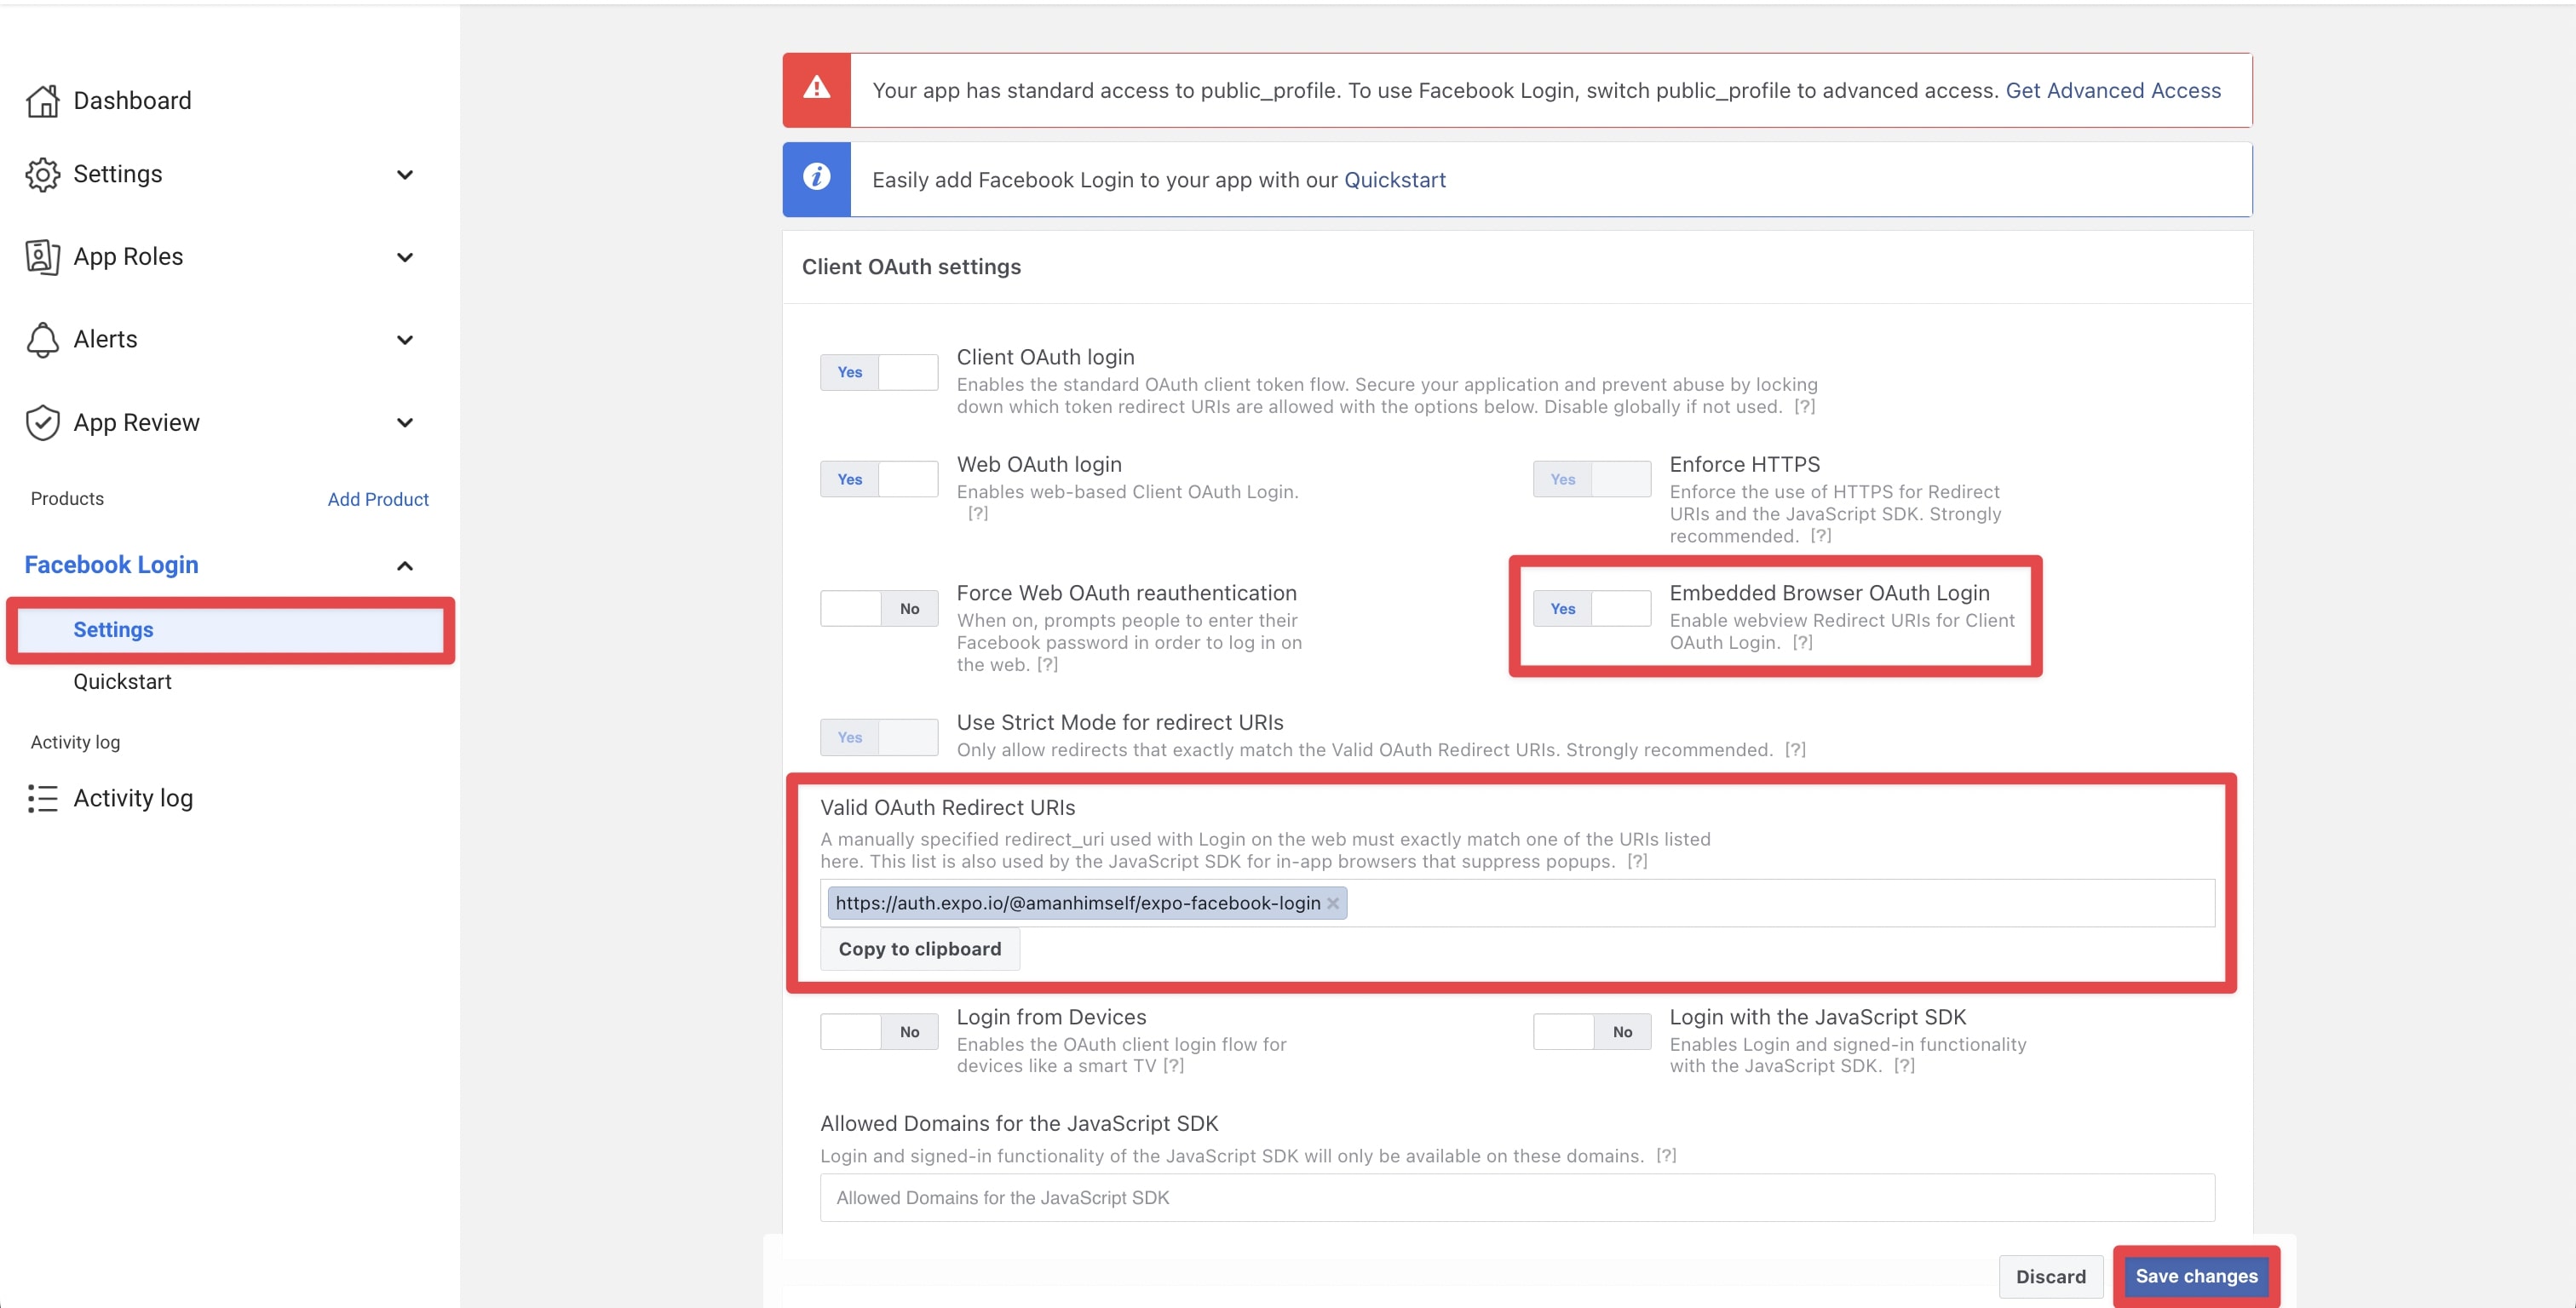 Dashboard
Settings
App Roles
Alerts
App Review
Products
Add Product
Facebook Login
Settings
Quickstart
Activity log
Activity log
Your app has standard access to public_profile. To use Facebook Login, switch public_profile to advanced access. Get Advanced Access
Easily add Facebook Login to your app with our Quickstart
Client OAuth settings
Yes
Client OAuth login
Enables the standard OAuth client token flow. Secure your application and prevent abuse by locking
down which token redirect URIs are allowed with the options below. Disable globally if not used. [?]
Yes
Web OAuth login
Enables web-based Client OAuth Login.
[?]
Yes
Enforce HTTPS
Enforce the use of HTTPS for Redirect
URIs and the JavaScript SDK. Strongly
recommended. [?]
No
Force Web OAuth reauthentication
When on, prompts people to enter their
Facebook password in order to log in on
the web. [?]
Yes
Embedded Browser OAuth Login
Enable webview Redirect URIs for Client
OAuth Login. [?]
Yes
Use Strict Mode for redirect URIs
Only allow redirects that exactly match the Valid OAuth Redirect URIs. Strongly recommended. [?]
Valid OAuth Redirect URIs
A manually specified redirect_uri used with Login on the web must exactly match one of the URIs listed
here. This list is also used by the JavaScript SDK for in-app browsers that suppress popups. [?]
https://auth.expo.io/@amanhimself/expo-facebook-login
Copy to clipboard
No
Login from Devices
Enables the OAuth client login flow for
devices like a smart TV [?]
No
Login with the JavaScript SDK
Enables Login and signed-in functionality
with the JavaScript SDK. [?]
Allowed Domains for the JavaScript SDK
Login and signed-in functionality of the JavaScript SDK will only be available on these domains. [?]
Allowed Domains for the JavaScript SDK
Discard
Save changes